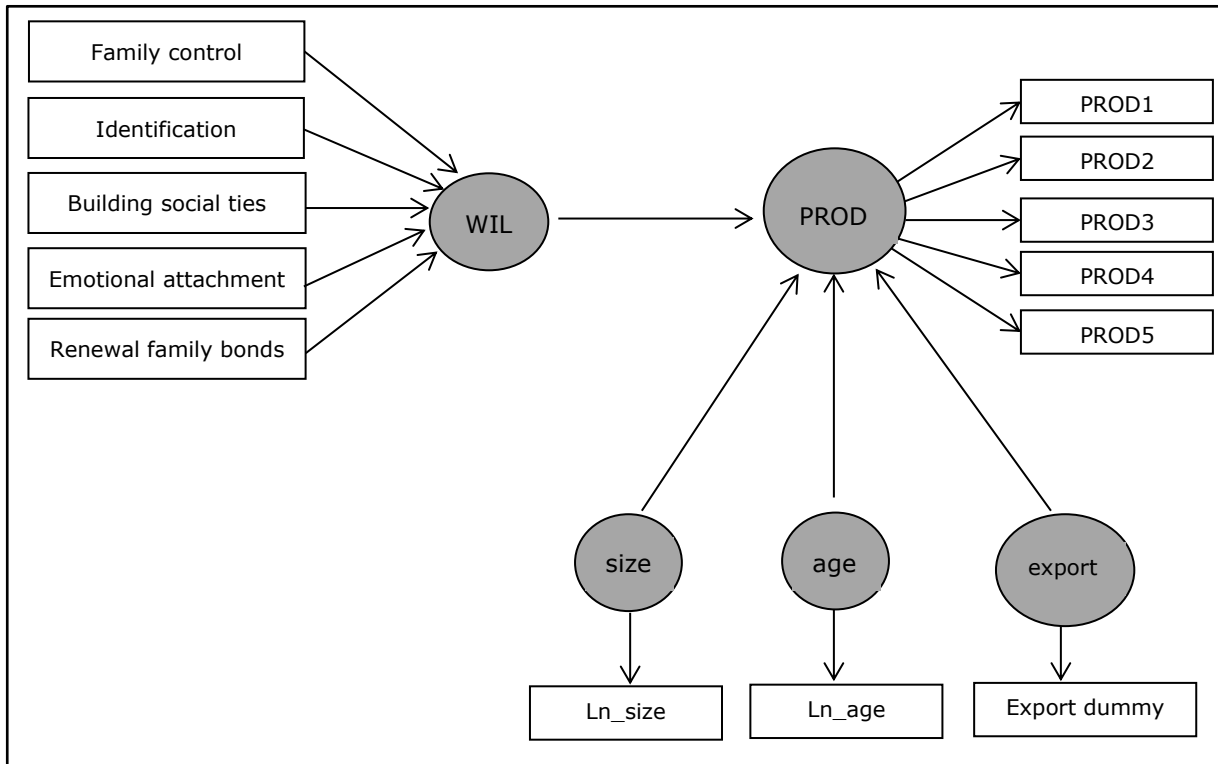 Family control
Identification
Building social ties
Emotional attachment
Renewal family bonds
WIL
PROD
PROD1
PROD2
PROD3
PROD4
PROD5
size
age
export
Ln_size
Ln_age
Export dummy